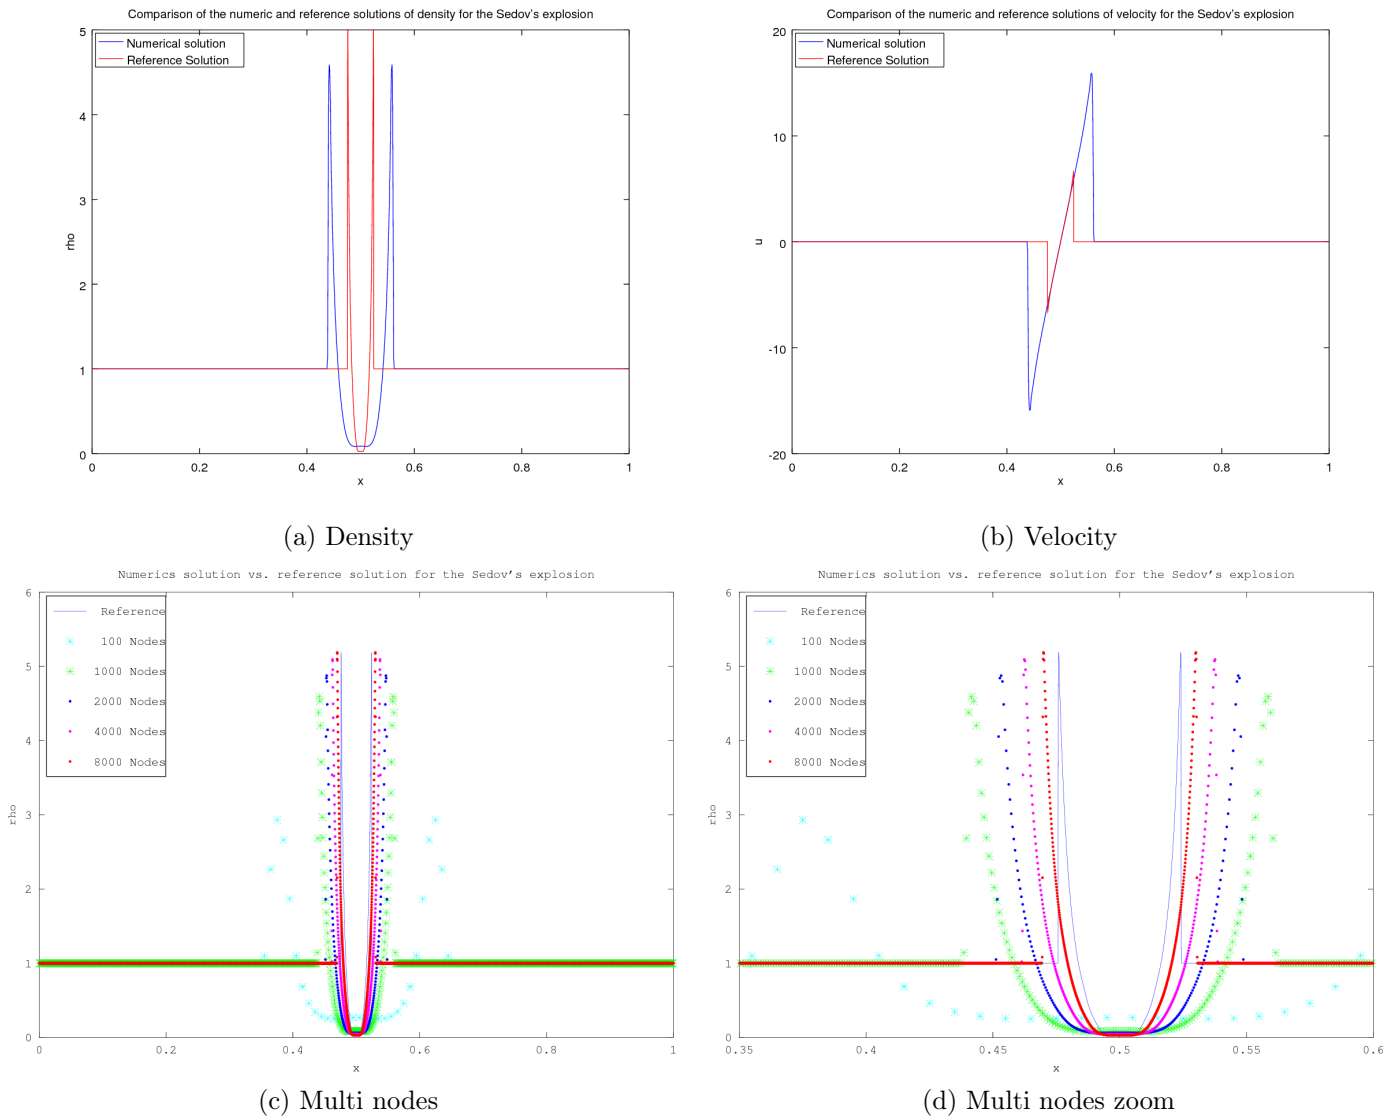 Comparison of the numeric and reference solutions of density for the Sedov's explosion
5
4
3
2
1
0
rho
Numerical solution
Reference Solution
0 0.2 0.4 0.6 0.8 1
x
(a) Density
Comparison of the numeric and reference solutions of velocity for the Sedov's explosion
20
10
0
-10
-20
u
Numerical solution
Reference Solution
0 0.2 0.4 0.6 0.8 1
x
(b) Velocity
Numerics solution vs. reference solution for the Sedov's explosion
6
5
4
3
2
1
0
rho
Reference
100 Nodes
1000 Nodes
2000 Nodes
4000 Nodes
8000 Nodes
0 0.2 0.4 0.6 0.8 1
x
(c) Multi nodes
Numerics solution vs. reference solution for the Sedov's explosion
6
5
4
3
2
1
0
rho
Reference
100 Nodes
1000 Nodes
2000 Nodes
4000 Nodes
8000 Nodes
0.35 0.4 0.45 0.5 0.55 0.6
x
(d) Multi nodes zoom